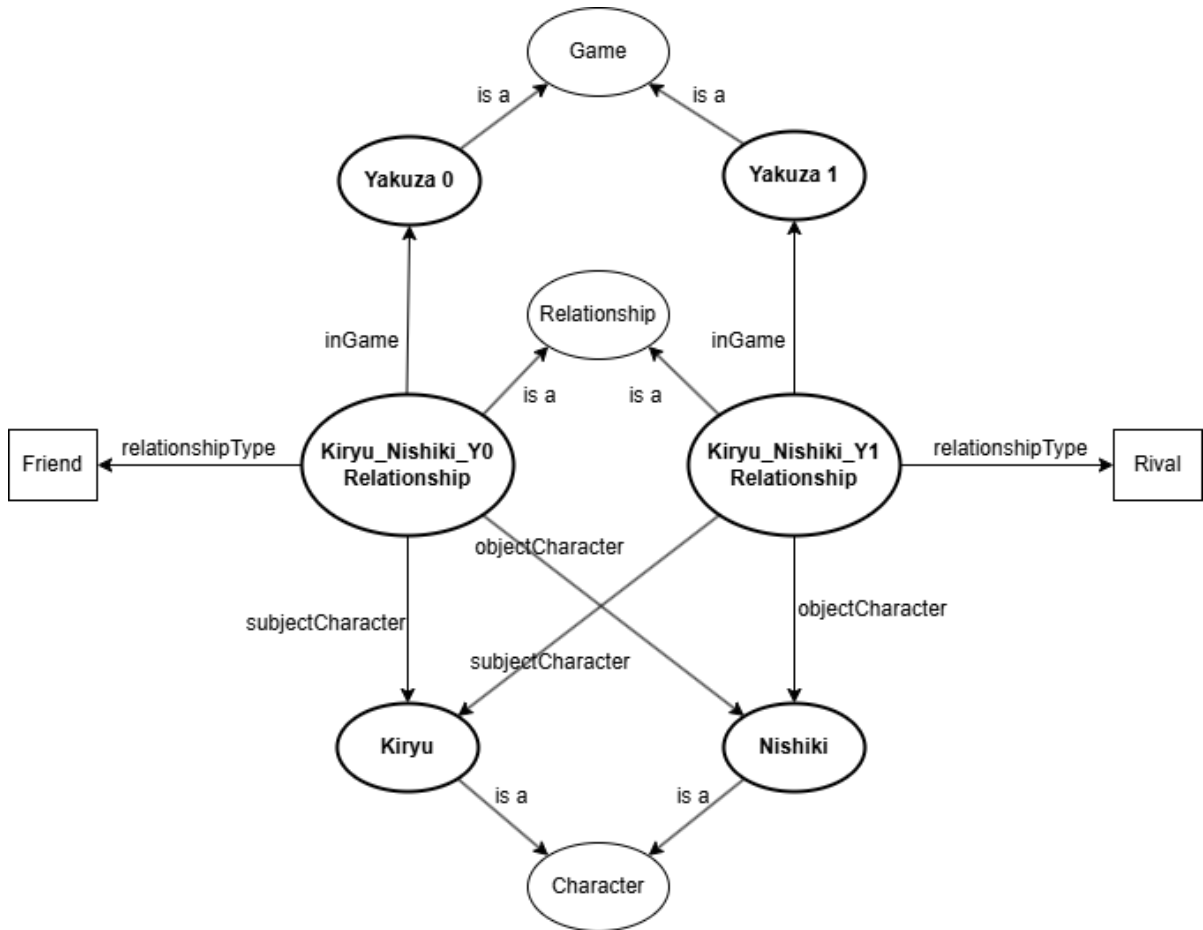 Game
is a
is a
Yakuza 0
Yakuza 1
Relationship
inGame
inGame
is a
is a
Friend
relationshipType
Kiryu_Nishiki_Y0
Relationship
Kiryu_Nishiki_Y1
Relationship
relationshipType
Rival
objectCharacter
subjectCharacter
objectCharacter
subjectCharacter
Kiryu
Nishiki
is a
is a
Character